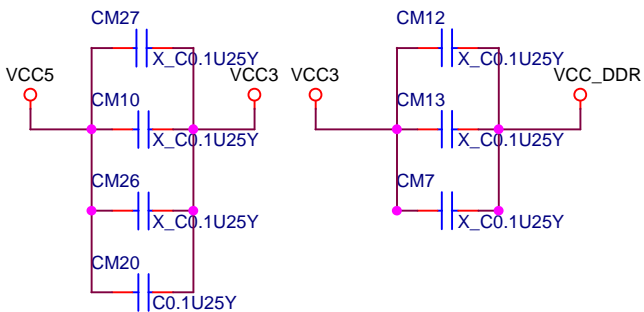 CM27
X_C0.1U25Y
VCC5
VCC3
CM10
X_C0.1U25Y
CM26
X_C0.1U25Y
CM20
C0.1U25Y
CM12
X_C0.1U25Y
VCC3
VCC_DDR
CM13
X_C0.1U25Y
CM7
X_C0.1U25Y